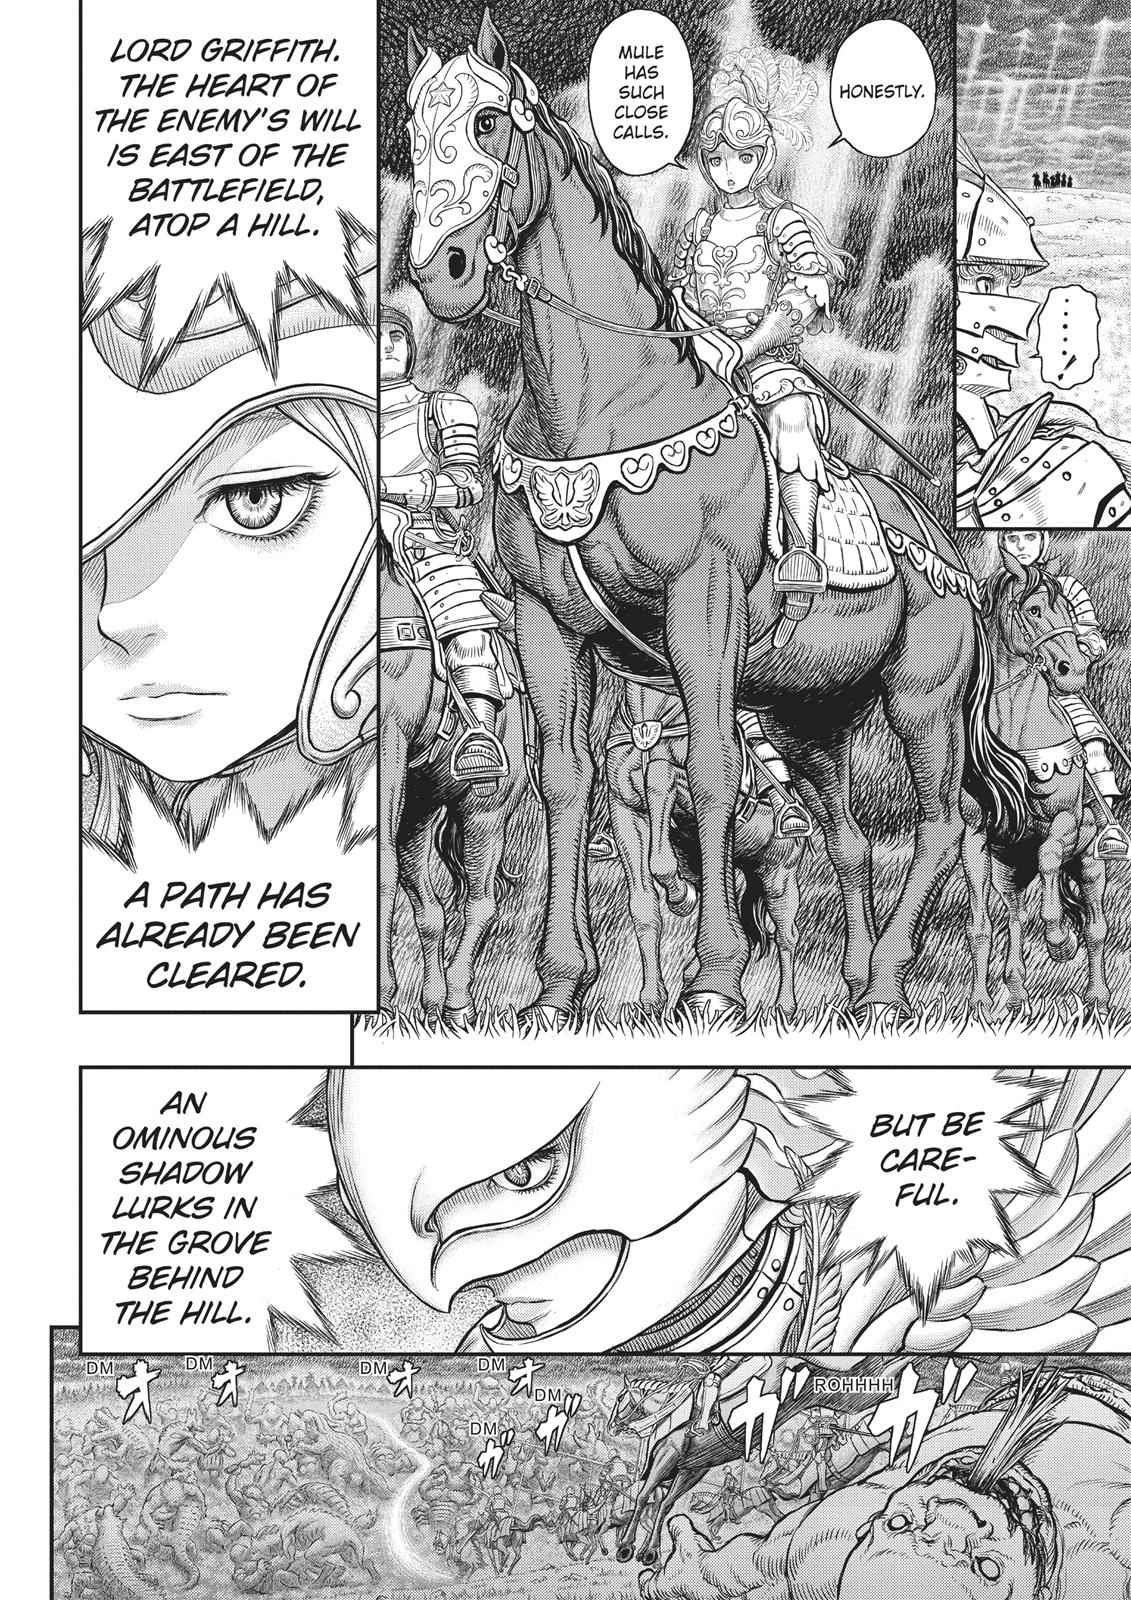 LORD GRIFFITH.
THE HEART OF
THE ENEMY'S WILL
IS EAST OF THE
BATTLEFIELD,
ATOP A HILL.
MULE
HAS
SUCH
CLOSE
CALLS.
HONESTLY.
......!
A PATH HAS
ALREADY BEEN
CLEARED.
AN
OMINOUS
SHADOW
LURKS IN
THE GROVE
BEHIND
THE HILL.
BUT BE
CARE-
FUL.
DM
オ
DM
オ
DM
オ
DM
オ
DM
ガ
DM
ガ
ガ
ROHHHH
ガ